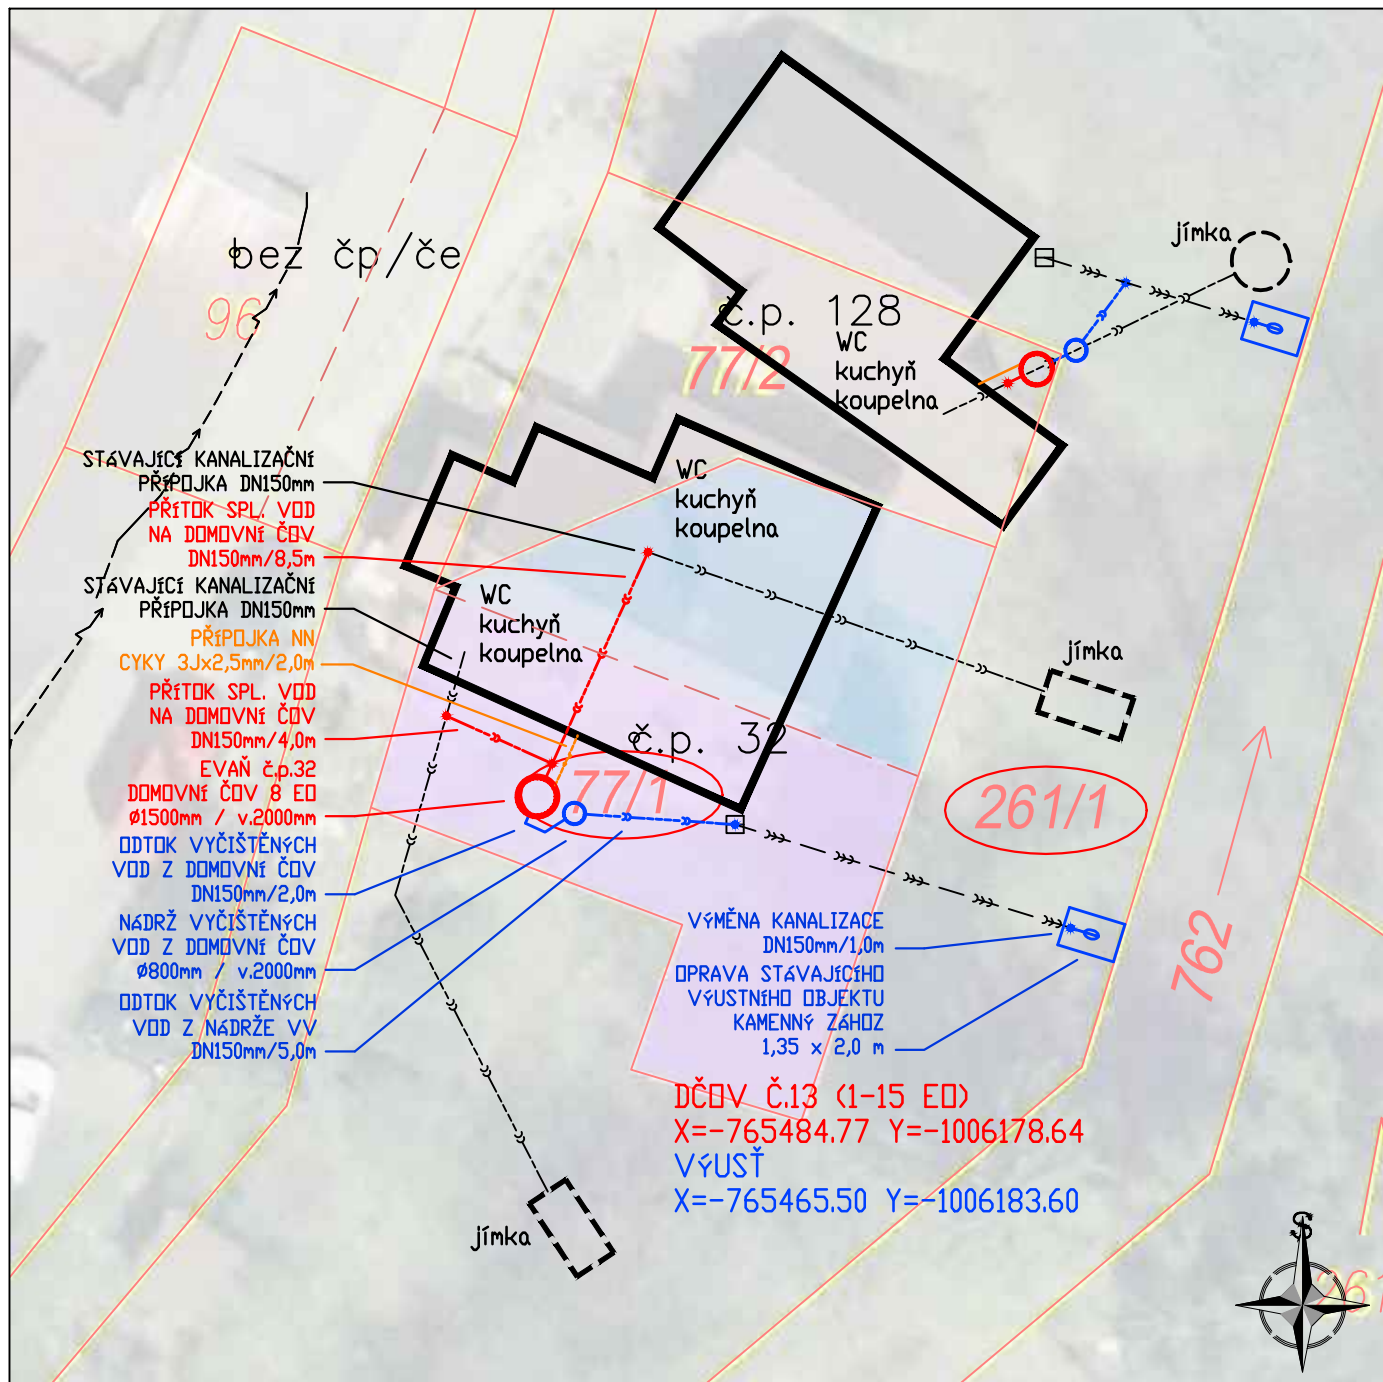 jímka
bez čp/če
96
č.p. 128
WC
kuchyň
koupelna
77/2
STÁVAJÍCÍ KANALIZAČNÍ
PŘÍPOJKA DN150mm
PŘÍTOK SPL. VOD
NA DOMOVNÍ ČOV
DN150mm/8,5m
STÁVAJÍCÍ KANALIZAČNÍ
PŘÍPOJKA DN150mm
PŘÍPOJKA NN
CYKY 3Jx2,5mm/2,0m
PŘÍTOK SPL. VOD
NA DOMOVNÍ ČOV
DN150mm/4,0m
EVAŇ č.p.32
DOMOVNÍ ČOV 8 EO
Ø1500mm / v.2000mm
ODTOK VYČIŠTĚNÝCH
VOD Z DOMOVNÍ ČOV
DN150mm/2,0m
NÁDRŽ VYČIŠTĚNÝCH
VOD Z DOMOVNÍ ČOV
Ø800mm / v.2000mm
ODTOK VYČIŠTĚNÝCH
VOD Z NÁDRŽE VV
DN150mm/5,0m
WC
kuchyň
koupelna
WC
kuchyň
koupelna
jímka
č.p. 32
77/1
261/1
762
VÝMĚNA KANALIZACE
DN150mm/1,0m
OPRAVA STÁVAJÍCÍHO
VÝUSTNÍHO OBJEKTU
KAMENNÝ ZÁHOZ
1,35 x 2,0 m
DČOV Č.13 (1-15 EO)
X=-765484.77 Y=-1006178.64
VÝUSŤ
X=-765465.50 Y=-1006183.60
jímka
S
261